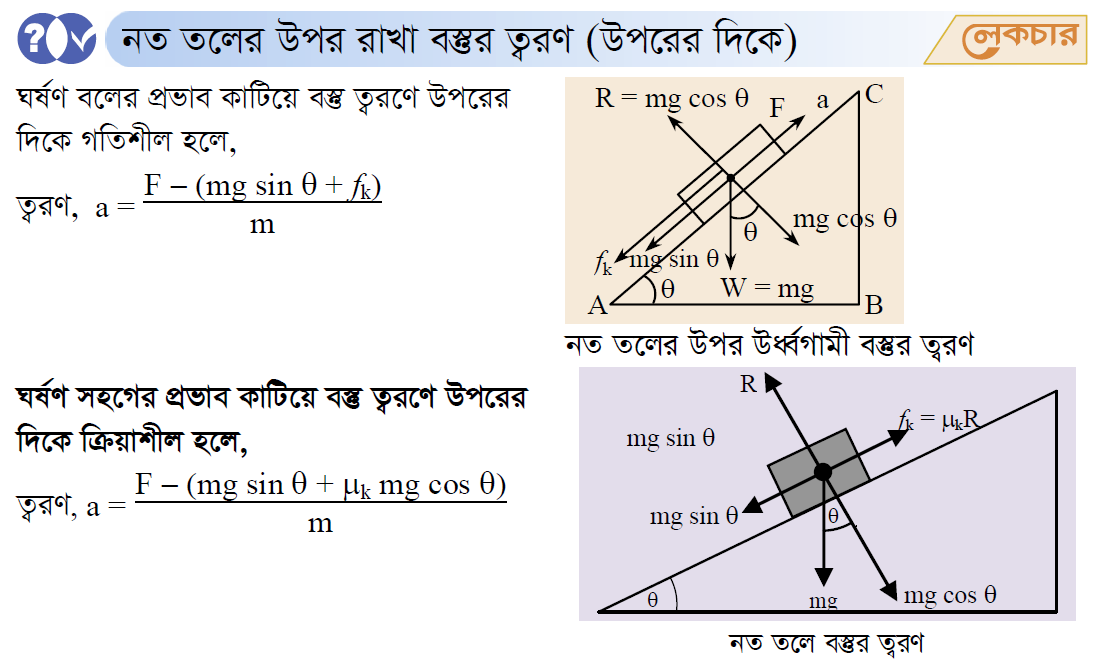 নত তলের উপর রাখা বস্তুর ত্বরণ (উপরের দিকে)
লেকচার
ঘর্ষণ বলের প্রভাব কাটিয়ে বস্তু ত্বরণে উপরের
দিকে গতিশীল হলে,
ত্বরণ, a = F – (mg sin θ + fk) / m
R = mg cos θ
F
a
C
mg cos θ
θ
fk
mg sin θ
θ
W = mg
A
B
নত তলের উপর উর্ধ্বগামী বস্তুর ত্বরণ
ঘর্ষণ সহগের প্রভাব কাটিয়ে বস্তু ত্বরণে উপরের
দিকে ক্রিয়াশীল হলে,
ত্বরণ, a = F – (mg sin θ + μk mg cos θ) / m
R
fk = μkR
mg sin θ
mg sin θ
θ
θ
mg
mg cos θ
নত তলে বস্তুর ত্বরণ